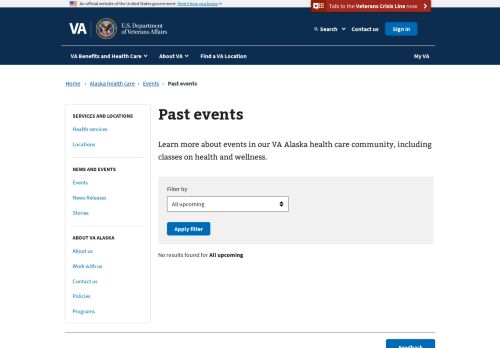 An official website of the United States government Here's how you know
Talk to the Veterans Crisis Line now
VA
U.S. Department
of Veterans Affairs
Search
Contact us
Sign in
VA Benefits and Health Care
About VA
Find a VA Location
My VA
Home › Alaska health care › Events › Past events
SERVICES AND LOCATIONS
Health services
Locations
NEWS AND EVENTS
Events
News Releases
Stories
ABOUT VA ALASKA
About us
Work with us
Contact us
Policies
Programs
Past events
Learn more about events in our VA Alaska health care community, including
classes on health and wellness.
Filter by
All upcoming
Apply filter
No results found for All upcoming
Feedback